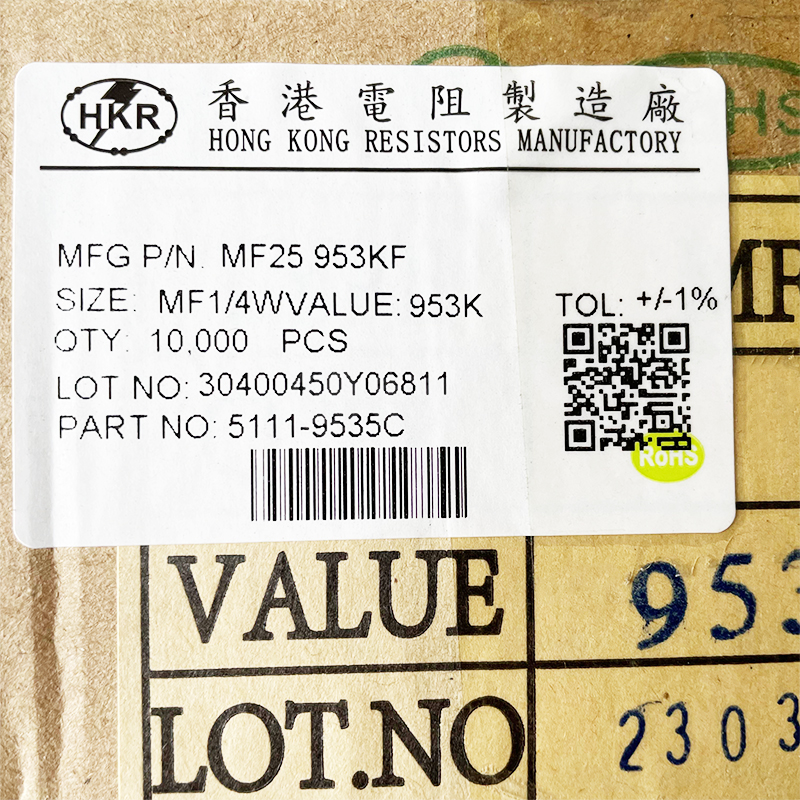 HKR
香港電阻製造廠
HONG KONG RESISTORS MANUFACTORY
MFG P/N. MF25 953KF
SIZE: MF1/4WVALUE: 953K TOL: +/-1%
QTY: 10,000 PCS
LOT NO: 30400450Y06811
PART NO: 5111-9535C
RoHS
VALUE 953
LOT.NO 2303